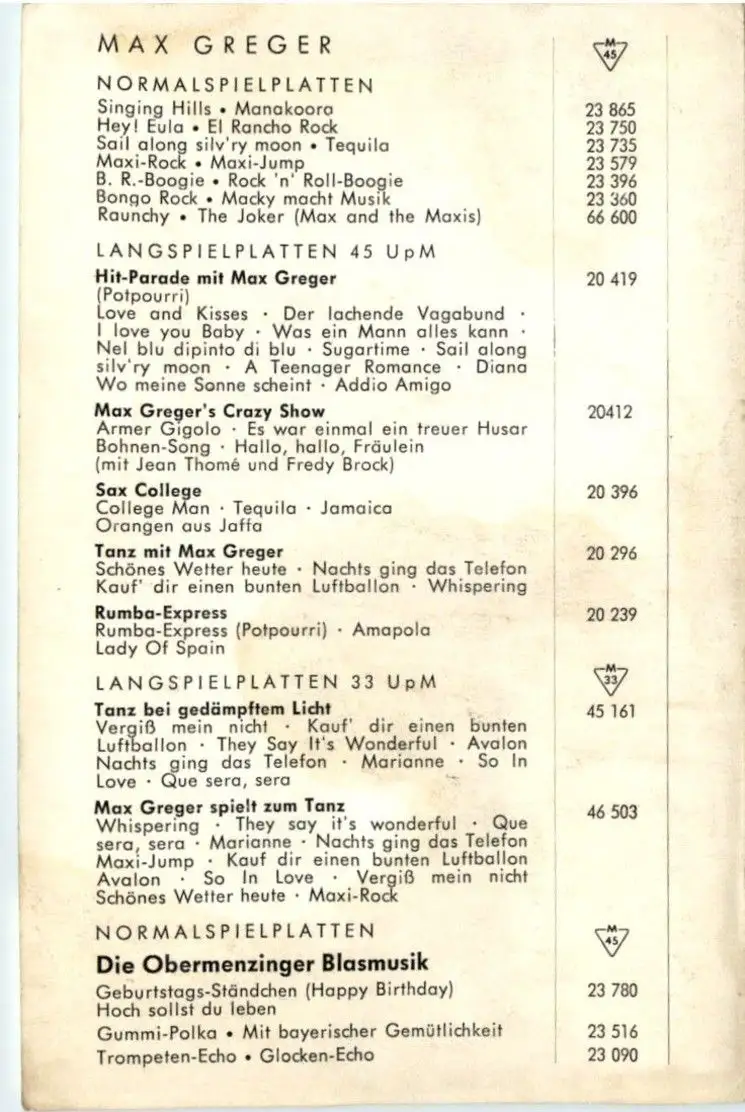 MAX GREGER M 45
NORMALSPIELPLATTEN
Singing Hills • Manakoora 23 865
Hey! Eula • El Rancho Rock 23 750
Sail along silv'ry moon • Tequila 23 735
Maxi-Rock • Maxi-Jump 23 579
B. R.-Boogie • Rock 'n' Roll-Boogie 23 396
Bongo Rock • Macky macht Musik 23 360
Raunchy • The Joker (Max and the Maxis) 66 600
LANGSPIELPLATTEN 45 UpM
Hit-Parade mit Max Greger 20 419
(Potpourri)
Love and Kisses · Der lachende Vagabund ·
I love you Baby · Was ein Mann alles kann ·
Nel blu dipinto di blu · Sugartime · Sail along
silv'ry moon · A Teenager Romance · Diana
Wo meine Sonne scheint · Addio Amigo
Max Greger's Crazy Show 20412
Armer Gigolo · Es war einmal ein treuer Husar
Bohnen-Song · Hallo, hallo, Fräulein
(mit Jean Thomé und Fredy Brock)
Sax College 20 396
College Man · Tequila · Jamaica
Orangen aus Jaffa
Tanz mit Max Greger 20 296
Schönes Wetter heute · Nachts ging das Telefon
Kauf' dir einen bunten Luftballon · Whispering
Rumba-Express 20 239
Rumba-Express (Potpourri) · Amapola
Lady Of Spain
LANGSPIELPLATTEN 33 UpM M 33
Tanz bei gedämpftem Licht 45 161
Vergiß mein nicht · Kauf' dir einen bunten
Luftballon · They Say It's Wonderful · Avalon
Nachts ging das Telefon · Marianne · So In
Love · Que sera, sera
Max Greger spielt zum Tanz 46 503
Whispering · They say it's wonderful · Que
sera, sera · Marianne · Nachts ging das Telefon
Maxi-Jump · Kauf dir einen bunten Luftballon
Avalon · So In Love · Vergiß mein nicht
Schönes Wetter heute · Maxi-Rock
NORMALSPIELPLATTEN M 45
Die Obermenzinger Blasmusik
Geburtstags-Ständchen (Happy Birthday) 23 780
Hoch sollst du leben
Gummi-Polka • Mit bayerischer Gemütlichkeit 23 516
Trompeten-Echo • Glocken-Echo 23 090